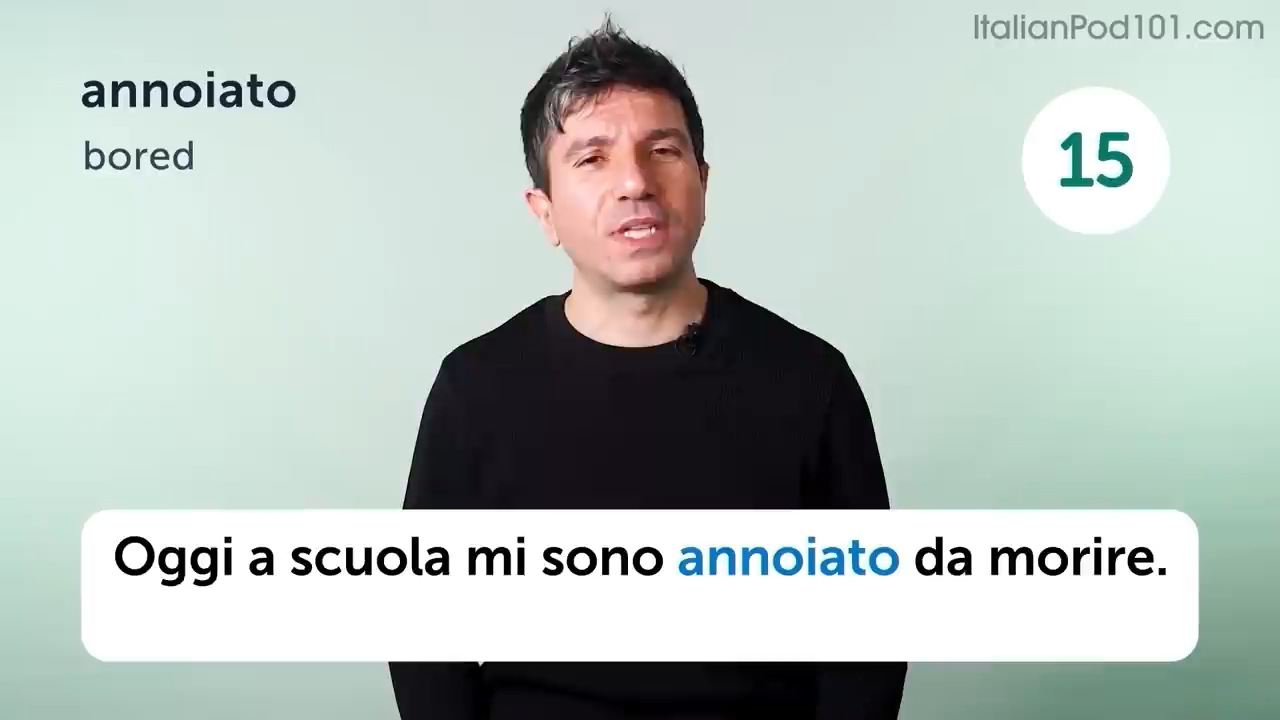 ItalianPod101.com
annoiato
bored
15
Oggi a scuola mi sono annoiato da morire.